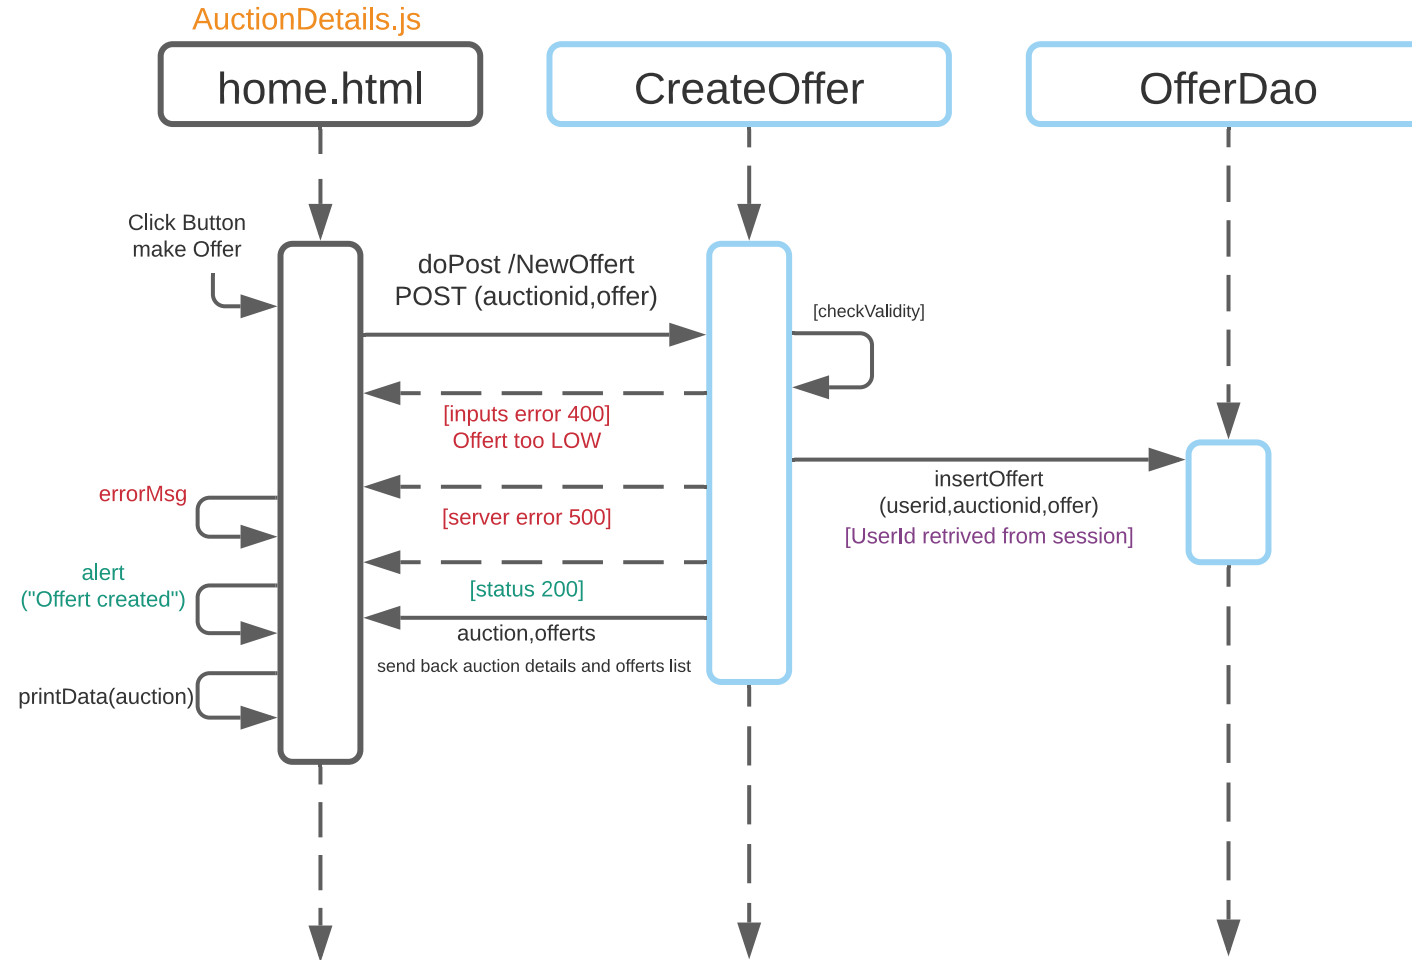 AuctionDetails.js
home.html
CreateOffer
OfferDao
Click Button
make Offer
doPost /NewOffert
POST (auctionid,offer)
[checkValidity]
[inputs error 400]
Offert too LOW
insertOffert
(userid,auctionid,offer)
[UserId retrived from session]
errorMsg
[server error 500]
alert
("Offert created")
[status 200]
auction,offerts
send back auction details and offerts list
printData(auction)